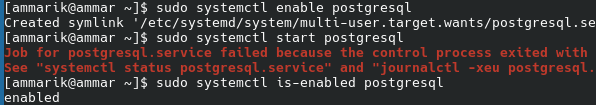 [ammarik@ammar ~]$ sudo systemctl enable postgresql
Created symlink '/etc/systemd/system/multi-user.target.wants/postgresql.se
[ammarik@ammar ~]$ sudo systemctl start postgresql
Job for postgresql.service failed because the control process exited with
See "systemctl status postgresql.service" and "journalctl -xeu postgresql.
[ammarik@ammar ~]$ sudo systemctl is-enabled postgresql
enabled